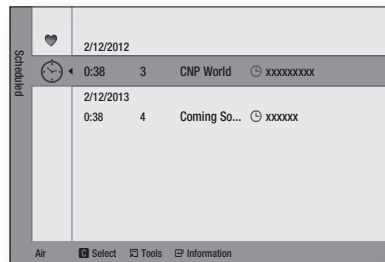 Scheduled
2/12/2012
0:38 3 CNP World xxxxxxxxx
2/12/2013
0:38 4 Coming So... xxxxxx
Air C Select Tools Information